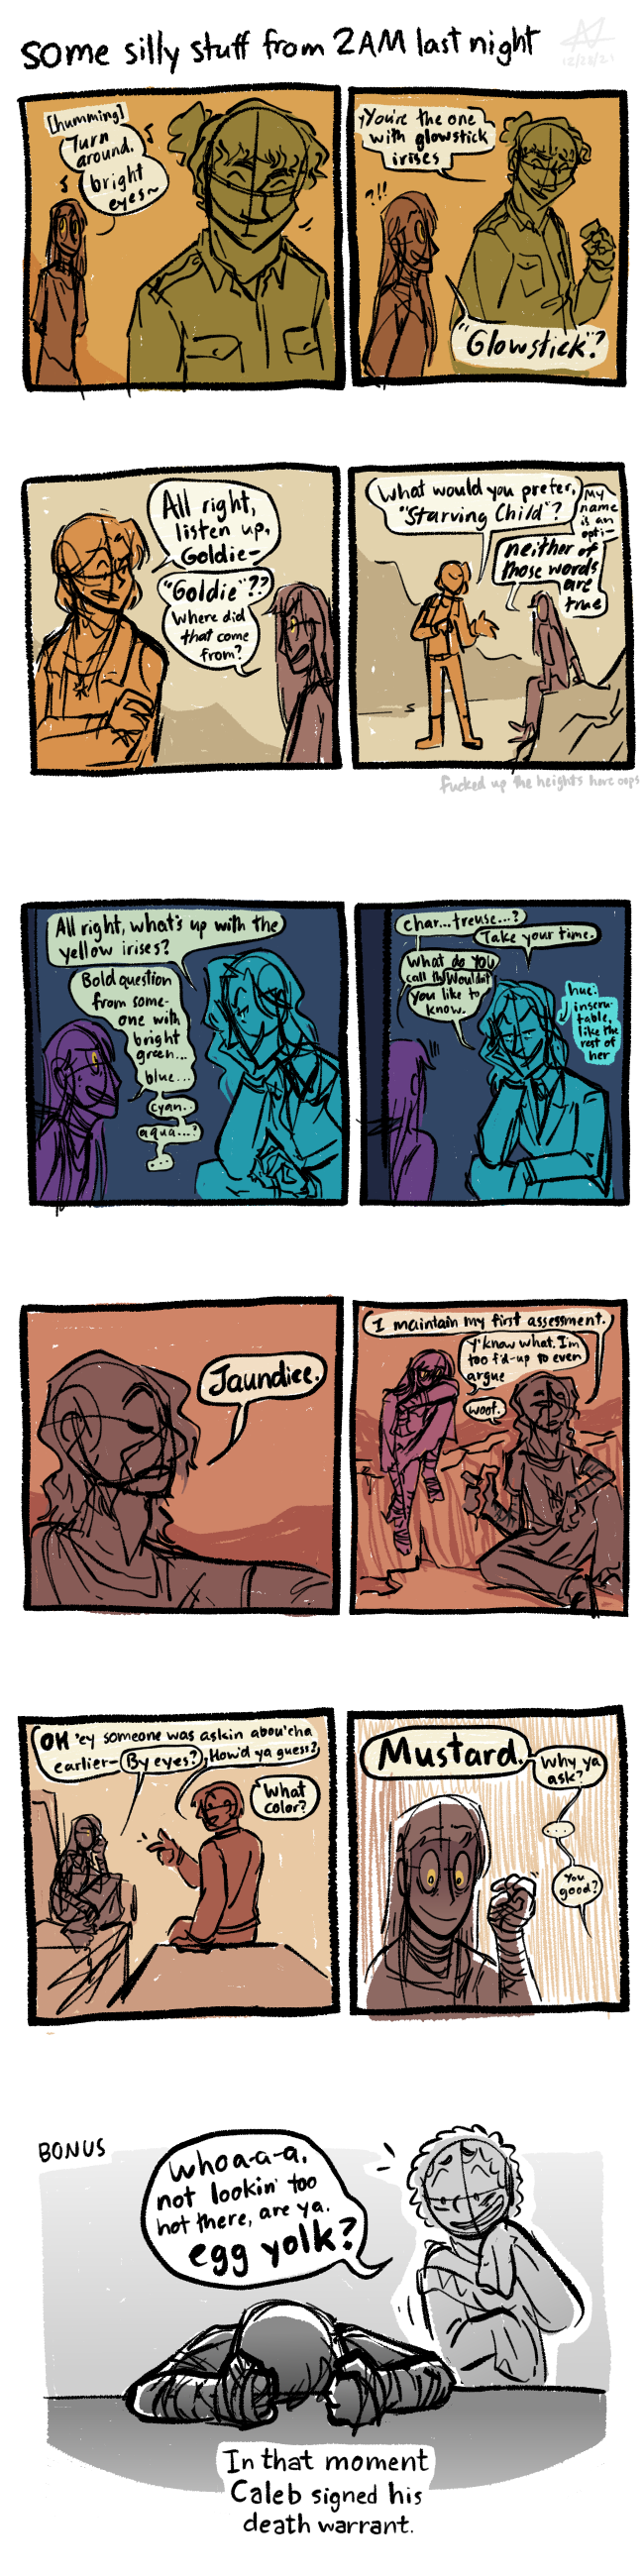 some silly stuff from 2AM last night
12/28/21
[humming]
Turn
around.
bright
eyes~
You're the one
with glowstick
irises
?!!
"Glowstick"?
All right,
listen up,
Goldie-
"Goldie"??
Where did
that come
from?
What would you prefer,
"Starving Child"?
My
name
is an
opti-
neither of
those words
are
true
fucked up the heights here oops
All right, what's up with the
yellow irises?
Bold question
from some-
one with
bright
green...
blue...
cyan..
aqua...?
...
char...treuse...?
Take your time.
What do you
call th
Wouldn't
you like to
know.
hue:
inscru-
table,
like the
rest of
her
Jaundice.
I maintain my first assessment.
Y'know what. I'm
too f'd-up to even
argue
woof.
OH 'ey someone was askin abou'cha
earlier-
By eyes?
How'd ya guess?
What
color?
Mustard.
Why ya
ask?
...
You
good?
BONUS
Whoa-a-a,
not lookin' too
hot there, are ya,
egg yolk?
In that moment
Caleb signed his
death warrant.